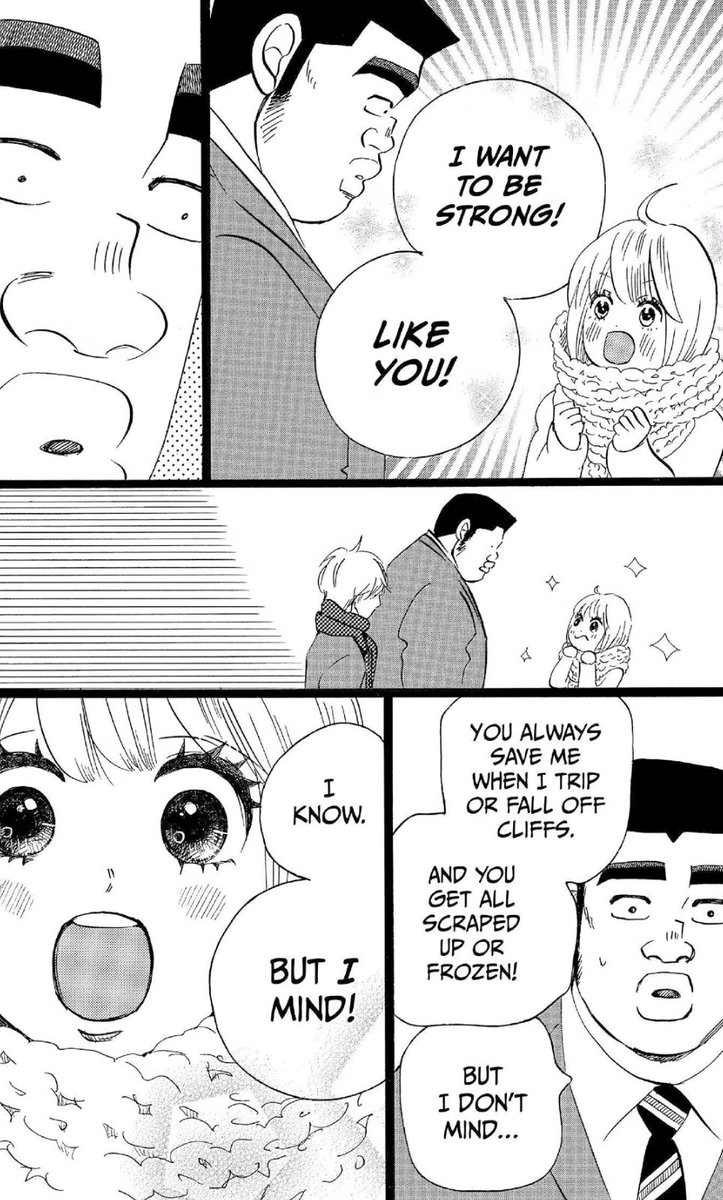 I WANT
TO BE
STRONG!
LIKE
YOU!
YOU ALWAYS
SAVE ME
WHEN I TRIP
OR FALL OFF
CLIFFS.
AND YOU
GET ALL
SCRAPED
UP OR
FROZEN!
BUT
I DON'T
MIND...
I
KNOW.
BUT I
MIND!